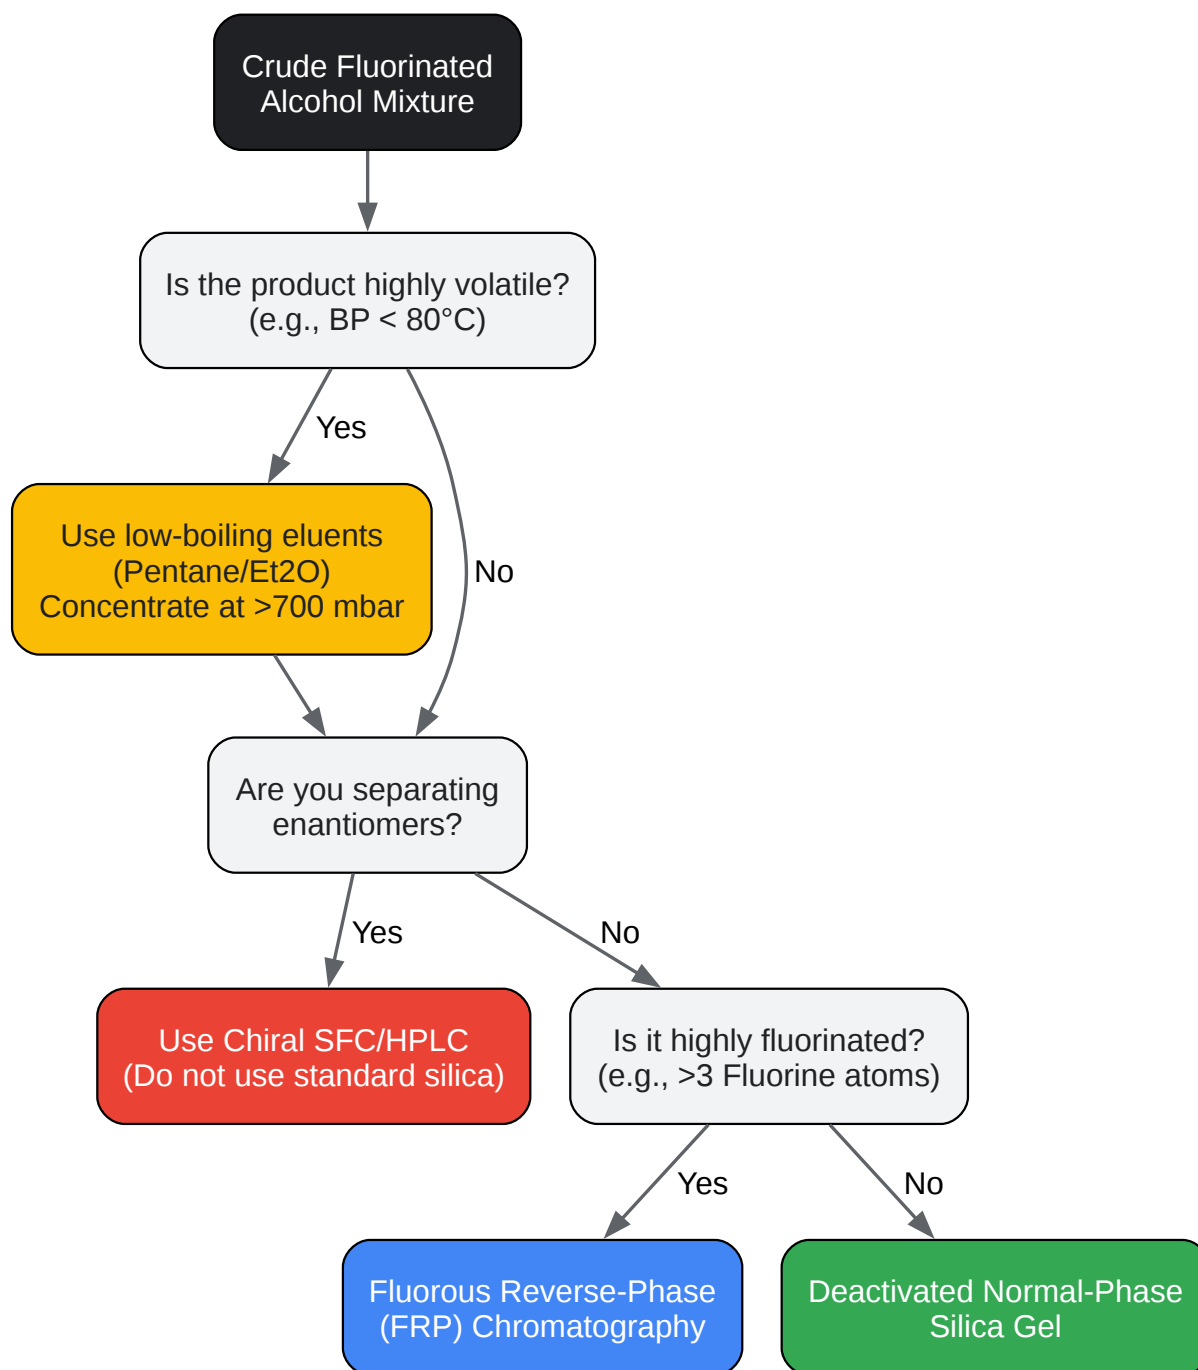 Crude Fluorinated
Alcohol Mixture
Is the product highly volatile?
(e.g., BP < 80°C)
Yes
Use low-boiling eluents
(Pentane/Et2O)
Concentrate at >700 mbar
No
Are you separating
enantiomers?
Yes
No
Use Chiral SFC/HPLC
(Do not use standard silica)
Is it highly fluorinated?
(e.g., >3 Fluorine atoms)
Yes
No
Fluorous Reverse-Phase
(FRP) Chromatography
Deactivated Normal-Phase
Silica Gel